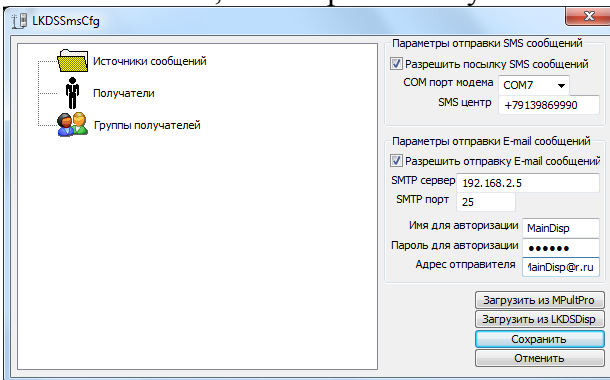 LKDSSmsCfg
Источники сообщений
Получатели
Группы получателей
Параметры отправки SMS сообщений
Разрешить посылку SMS сообщений
COM порт модема COM7
SMS центр +79139869990
Параметры отправки E-mail сообщений
Разрешить отправку E-mail сообщений
SMTP сервер 192.168.2.5
SMTP порт 25
Имя для авторизации MainDisp
Пароль для авторизации ●●●●●●
Адрес отправителя MainDisp@r.ru
Загрузить из MPultPro
Загрузить из LKDSDisp
Сохранить
Отменить